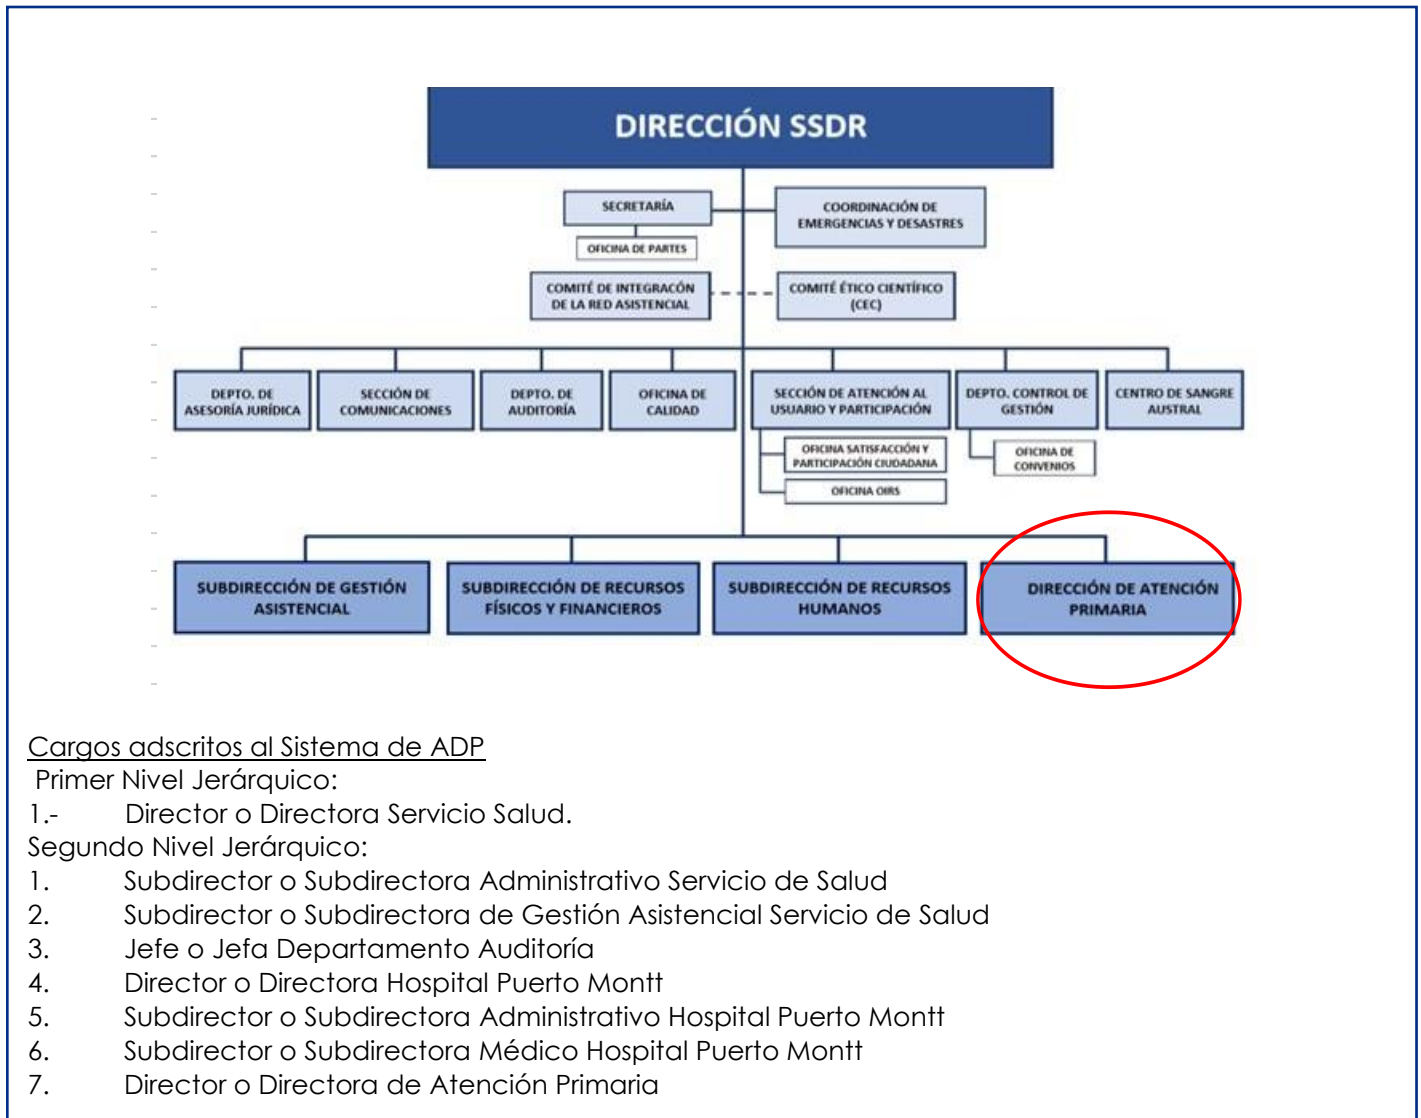 DIRECCIÓN SSDR
SECRETARÍA
OFICINA DE PARTES
COORDINACIÓN DE
EMERGENCIAS Y DESASTRES
COMITÉ DE INTEGRACÓN
DE LA RED ASISTENCIAL
COMITÉ ÉTICO CIENTÍFICO
(CEC)
DEPTO. DE
ASESORÍA JURÍDICA
SECCIÓN DE
COMUNICACIONES
DEPTO. DE
AUDITORÍA
OFICINA DE
CALIDAD
SECCIÓN DE ATENCIÓN AL
USUARIO Y PARTICIPACIÓN
OFICINA SATISFACCIÓN Y
PARTICIPACIÓN CIUDADANA
OFICINA OIRS
DEPTO. CONTROL DE
GESTIÓN
OFICINA DE
CONVENIOS
CENTRO DE SANGRE
AUSTRAL
SUBDIRECCIÓN DE GESTIÓN
ASISTENCIAL
SUBDIRECCIÓN DE RECURSOS
FÍSICOS Y FINANCIEROS
SUBDIRECCIÓN DE RECURSOS
HUMANOS
DIRECCIÓN DE ATENCIÓN
PRIMARIA
Cargos adscritos al Sistema de ADP
Primer Nivel Jerárquico:
1.- Director o Directora Servicio Salud.
Segundo Nivel Jerárquico:
1. Subdirector o Subdirectora Administrativo Servicio de Salud
2. Subdirector o Subdirectora de Gestión Asistencial Servicio de Salud
3. Jefe o Jefa Departamento Auditoría
4. Director o Directora Hospital Puerto Montt
5. Subdirector o Subdirectora Administrativo Hospital Puerto Montt
6. Subdirector o Subdirectora Médico Hospital Puerto Montt
7. Director o Directora de Atención Primaria